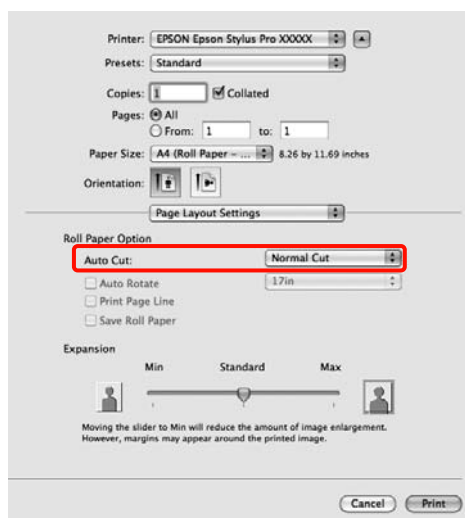 Printer: EPSON Epson Stylus Pro XXXXX
Presets: Standard
Copies: 1 Collated
Pages: All
From: 1 to: 1
Paper Size: A4 (Roll Paper – ... 8.26 by 11.69 inches
Orientation:
Page Layout Settings
Roll Paper Option
Auto Cut: Normal Cut
Auto Rotate 17in
Print Page Line
Save Roll Paper
Expansion
Min Standard Max
Moving the slider to Min will reduce the amount of image enlargement.
However, margins may appear around the printed image.
Cancel Print